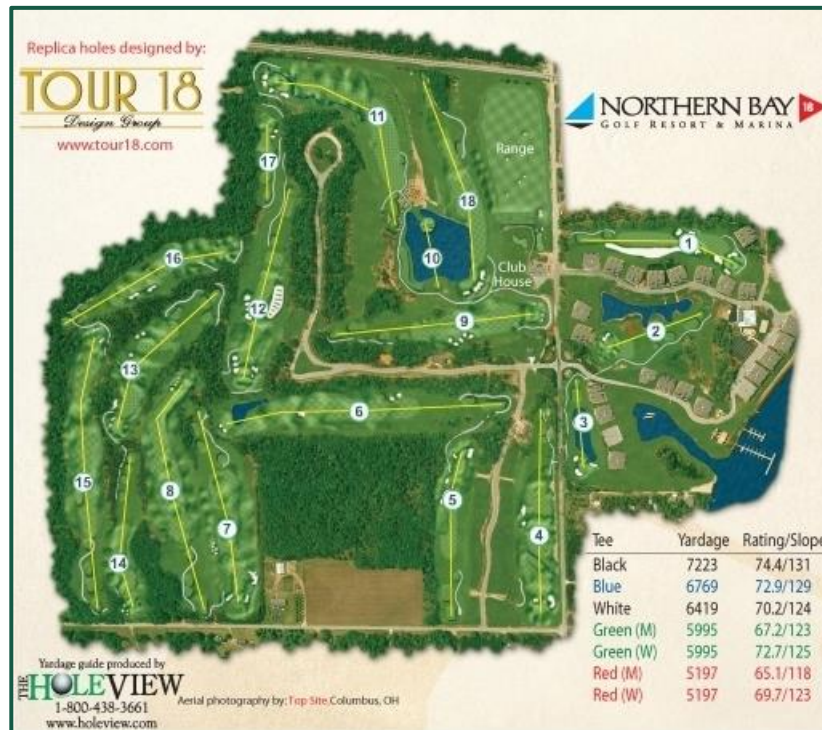 Replica holes designed by:
TOUR 18
Design Group
www.tour18.com
NORTHERN BAY 18
GOLF RESORT & MARINA
11
17
Range
18
16
10
Club
House
1
12
9
2
13
6
3
15
8
7
5
4
14
Tee Yardage Rating/Slope
Black 7223 74.4/131
Blue 6769 72.9/129
White 6419 70.2/124
Green (M) 5995 67.2/123
Green (W) 5995 72.7/125
Red (M) 5197 65.1/118
Red (W) 5197 69.7/123
Yardage guide produced by
THE HOLEVIEW
1-800-438-3661
www.holeview.com
Aerial photography by: Top Site, Columbus, OH